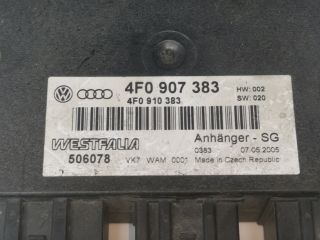 4F0 907 383
HW: 002
4F0 910 383
SW: 020
WESTFALIA
Anhänger - SG
506078
VK7 WAM 0001
0383 07.05.2005
Made in Czech Republic